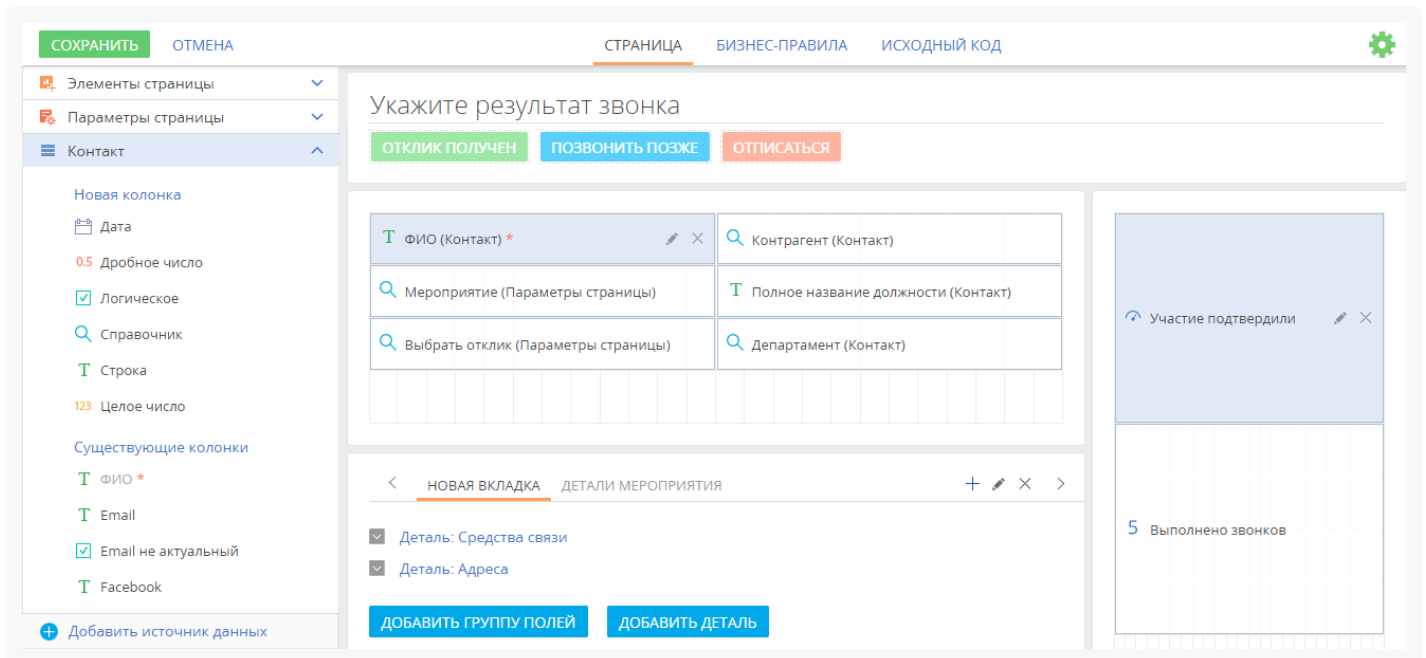 СОХРАНИТЬ ОТМЕНА СТРАНИЦА БИЗНЕС-ПРАВИЛА ИСХОДНЫЙ КОД
Элементы страницы
Параметры страницы
Контакт
Новая колонка
Дата
0.5 Дробное число
Логическое
Справочник
T Строка
123 Целое число
Существующие колонки
T ФИО *
T Email
Email не актуальный
T Facebook
Добавить источник данных
Укажите результат звонка
ОТКЛИК ПОЛУЧЕН ПОЗВОНИТЬ ПОЗЖЕ ОТПИСАТЬСЯ
T ФИО (Контакт) * Контрагент (Контакт)
Мероприятие (Параметры страницы) T Полное название должности (Контакт)
Выбрать отклик (Параметры страницы) Департамент (Контакт)
НОВАЯ ВКЛАДКА ДЕТАЛИ МЕРОПРИЯТИЯ
Деталь: Средства связи
Деталь: Адреса
ДОБАВИТЬ ГРУППУ ПОЛЕЙ ДОБАВИТЬ ДЕТАЛЬ
Участие подтвердили
5 Выполнено звонков